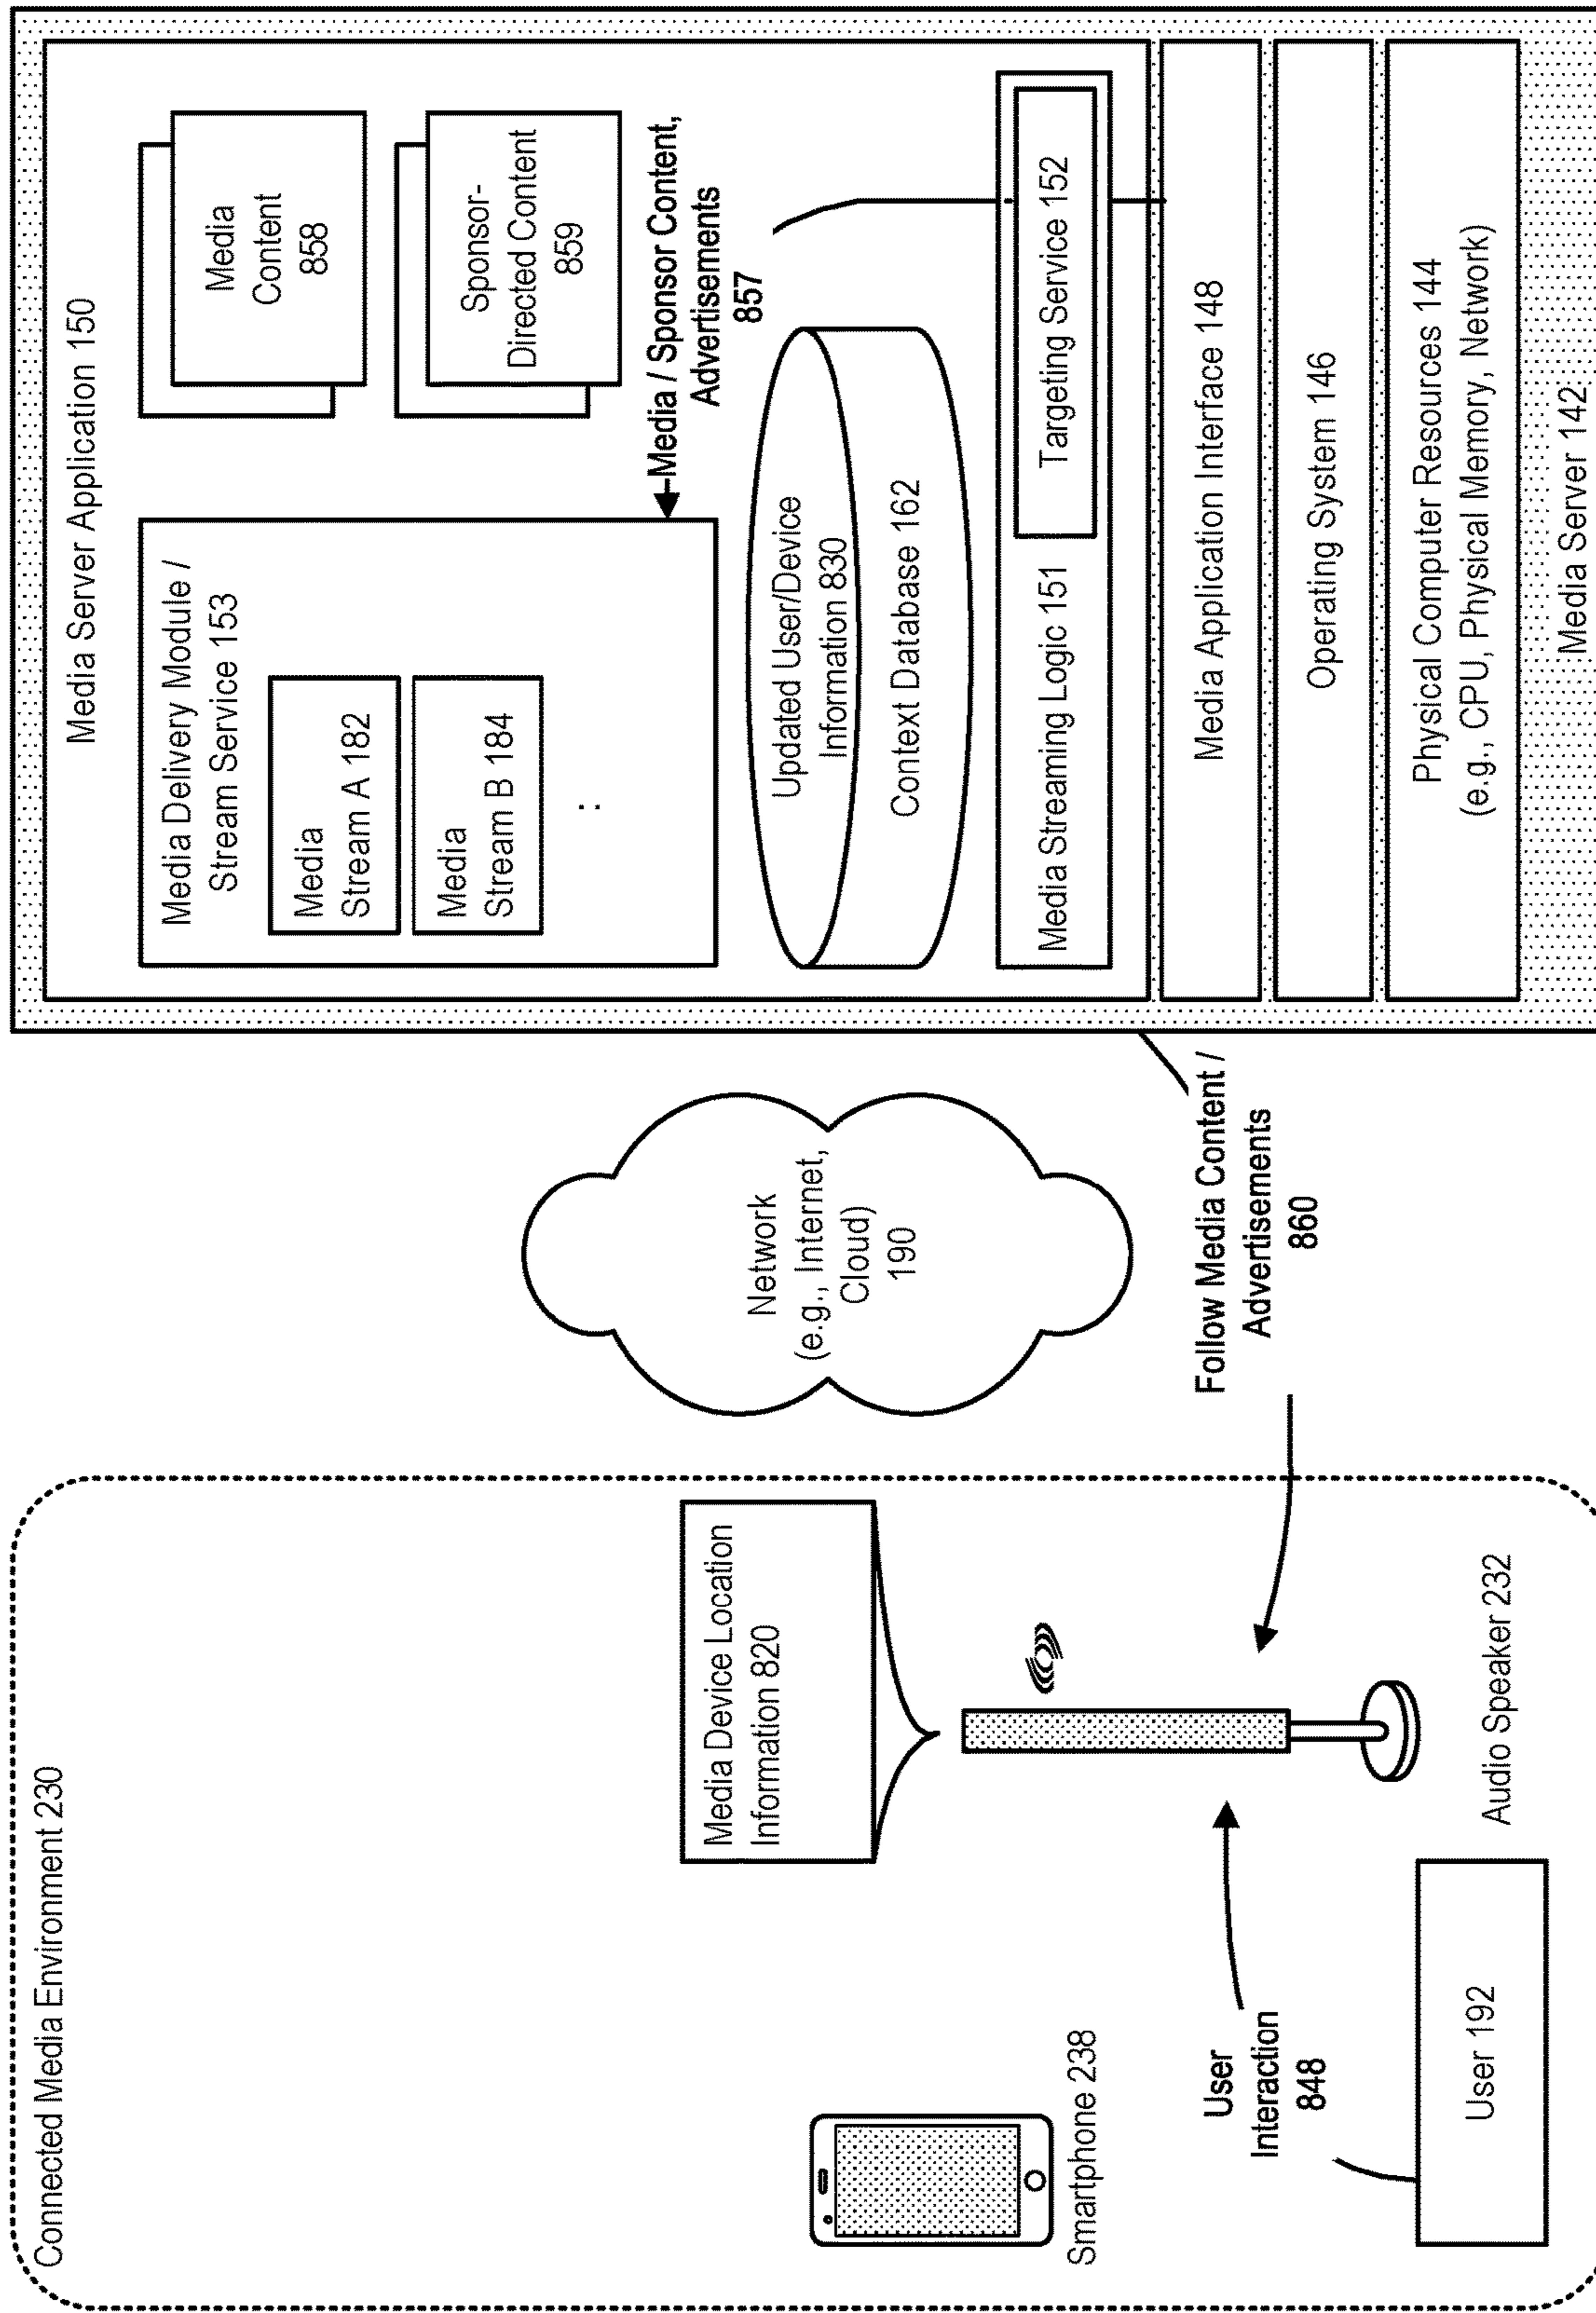 Connected Media Environment 230
Media Device Location
Information 820
Smartphone 238
User
Interaction
848
User 192
Audio Speaker 232
Network
(e.g., Internet,
Cloud)
190
Follow Media Content /
Advertisements
860
Media Server Application 150
Media Delivery Module /
Stream Service 153
Media
Stream A 182
Media
Stream B 184
:
Media
Content
858
Sponsor-
Directed Content
859
Media / Sponsor Content,
Advertisements
857
Updated User/Device
Information 830
Context Database 162
Media Streaming Logic 151
Targeting Service 152
Media Application Interface 148
Operating System 146
Physical Computer Resources 144
(e.g., CPU, Physical Memory, Network)
Media Server 142